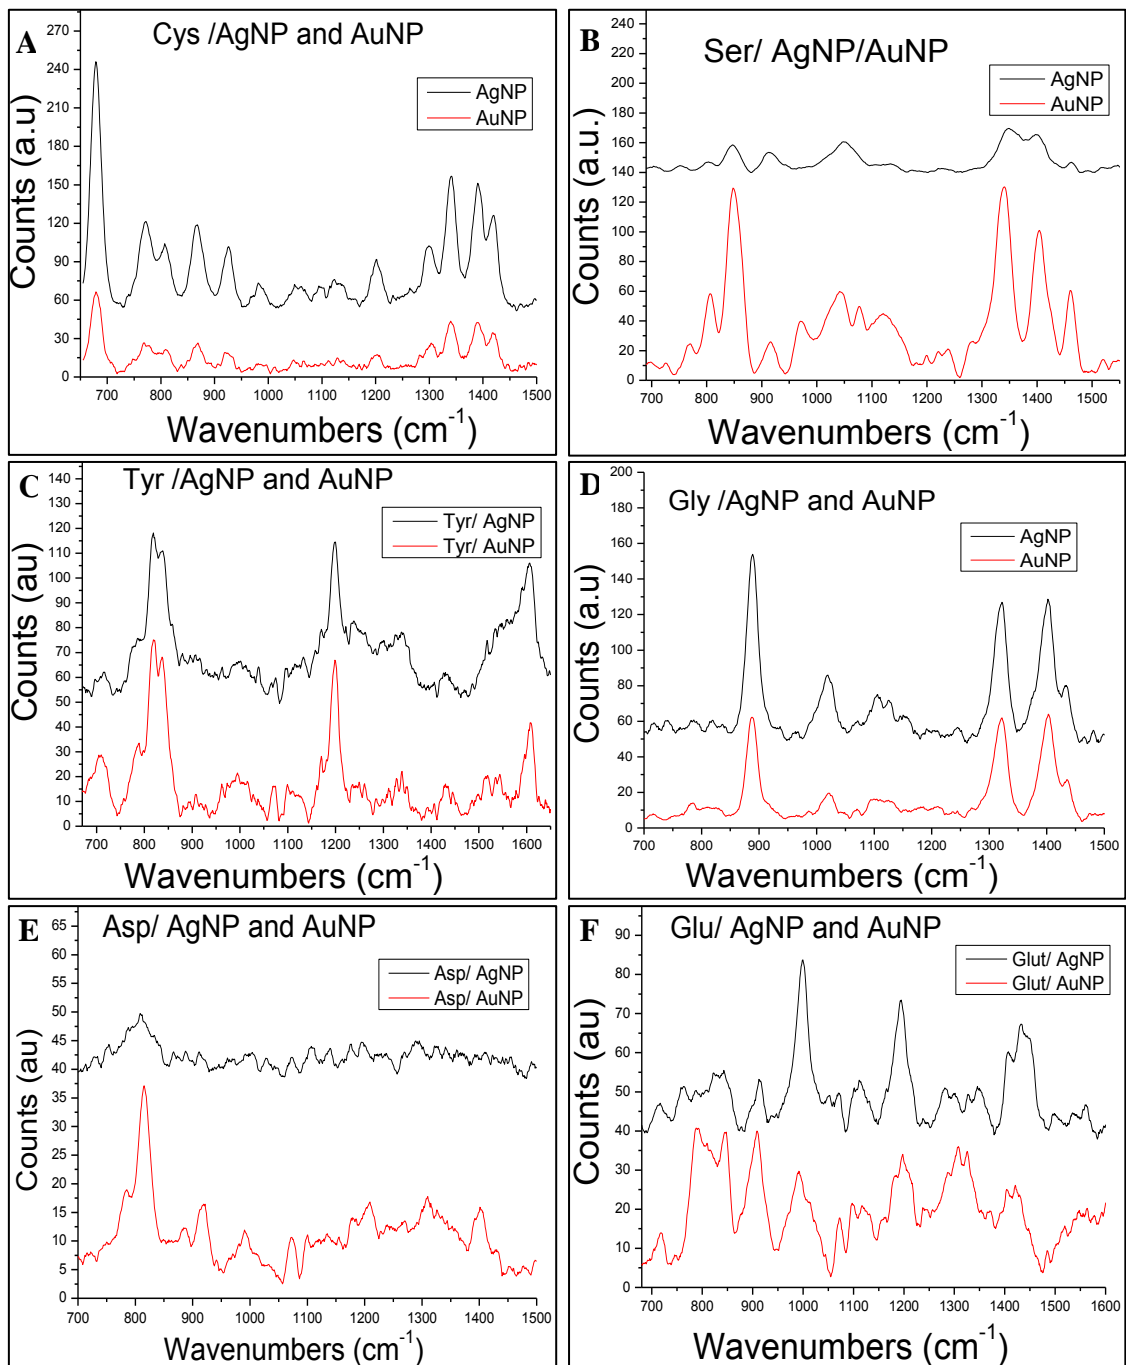 A
Cys /AgNP and AuNP
AgNP
AuNP
Counts (a.u)
270
240
210
180
150
120
90
60
30
0
700 800 900 1000 1100 1200 1300 1400 1500
Wavenumbers (cm-1)
B
Ser/ AgNP/AuNP
AgNP
AuNP
Counts (a.u.)
240
220
200
180
160
140
120
100
80
60
40
20
0
700 800 900 1000 1100 1200 1300 1400 1500
Wavenumbers (cm-1)
C
Tyr /AgNP and AuNP
Tyr/ AgNP
Tyr/ AuNP
Counts (au)
140
130
120
110
100
90
80
70
60
50
40
30
20
10
0
700 800 900 1000 1100 1200 1300 1400 1500 1600
Wavenumbers (cm-1)
D
Gly /AgNP and AuNP
AgNP
AuNP
Counts (a.u)
200
180
160
140
120
100
80
60
40
20
0
700 800 900 1000 1100 1200 1300 1400 1500
Wavenumbers (cm-1)
E
Asp/ AgNP and AuNP
Asp/ AgNP
Asp/ AuNP
Counts (au)
65
60
55
50
45
40
35
30
25
20
15
10
5
0
700 800 900 1000 1100 1200 1300 1400 1500
Wavenumbers (cm-1)
F
Glu/ AgNP and AuNP
Glut/ AgNP
Glut/ AuNP
Counts (au)
90
80
70
60
50
40
30
20
10
0
700 800 900 1000 1100 1200 1300 1400 1500 1600
Wavenumbers (cm-1)